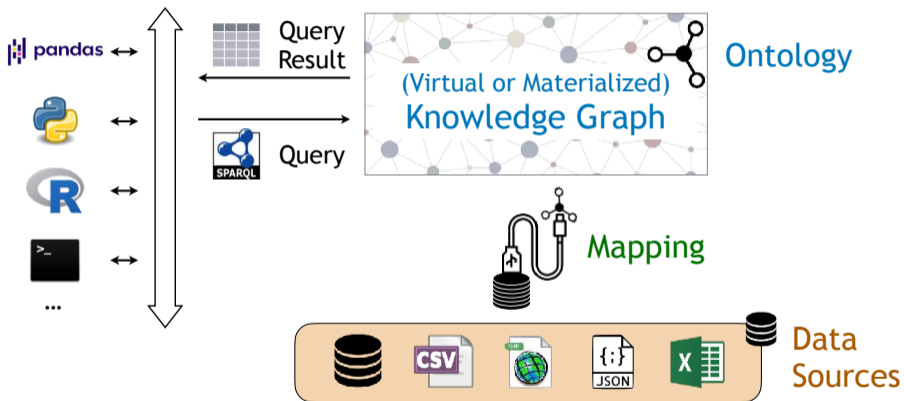 pandas
Query
Result
(Virtual or Materialized)
Knowledge Graph
Ontology
SPARQL
Query
R
>_
...
Mapping
CSV
SHP
{:}
JSON
X
Data
Sources